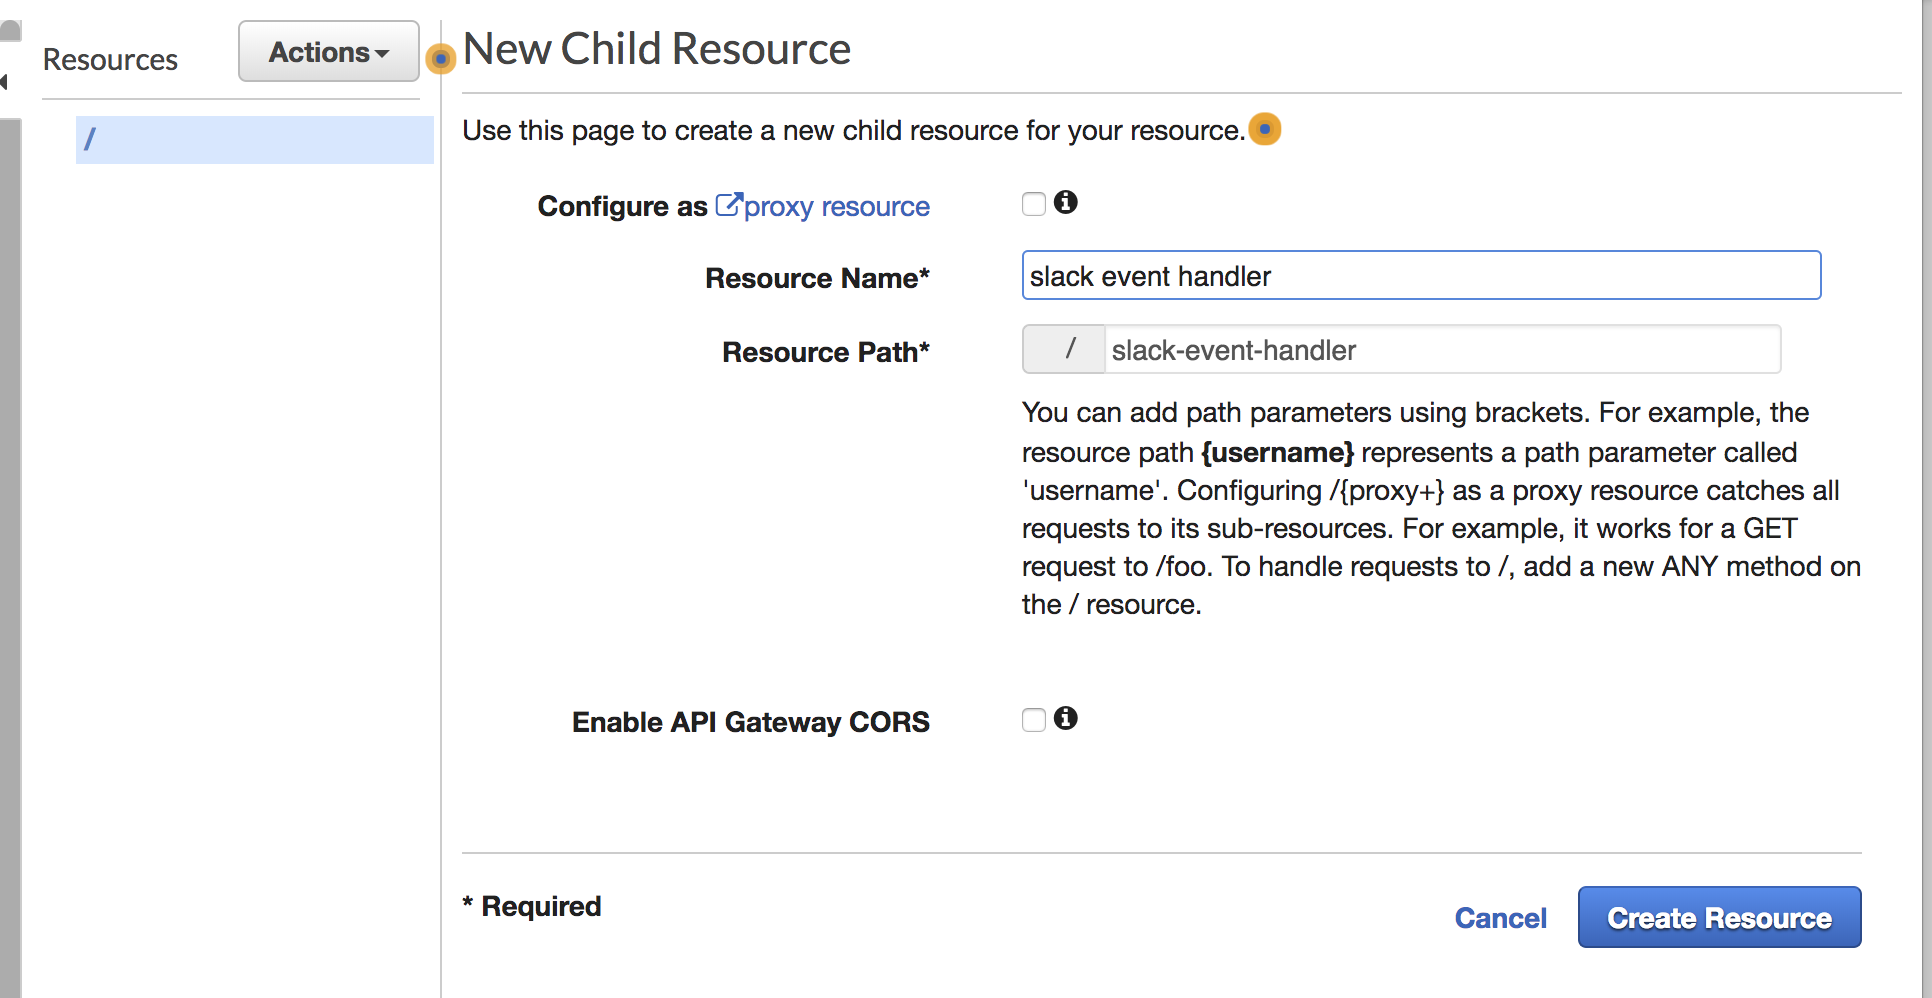 Resources
Actions
/
New Child Resource
Use this page to create a new child resource for your resource.
Configure as proxy resource
Resource Name*
slack event handler
Resource Path*
/ slack-event-handler
You can add path parameters using brackets. For example, the
resource path {username} represents a path parameter called
'username'. Configuring /{proxy+} as a proxy resource catches all
requests to its sub-resources. For example, it works for a GET
request to /foo. To handle requests to /, add a new ANY method on
the / resource.
Enable API Gateway CORS
* Required
Cancel
Create Resource